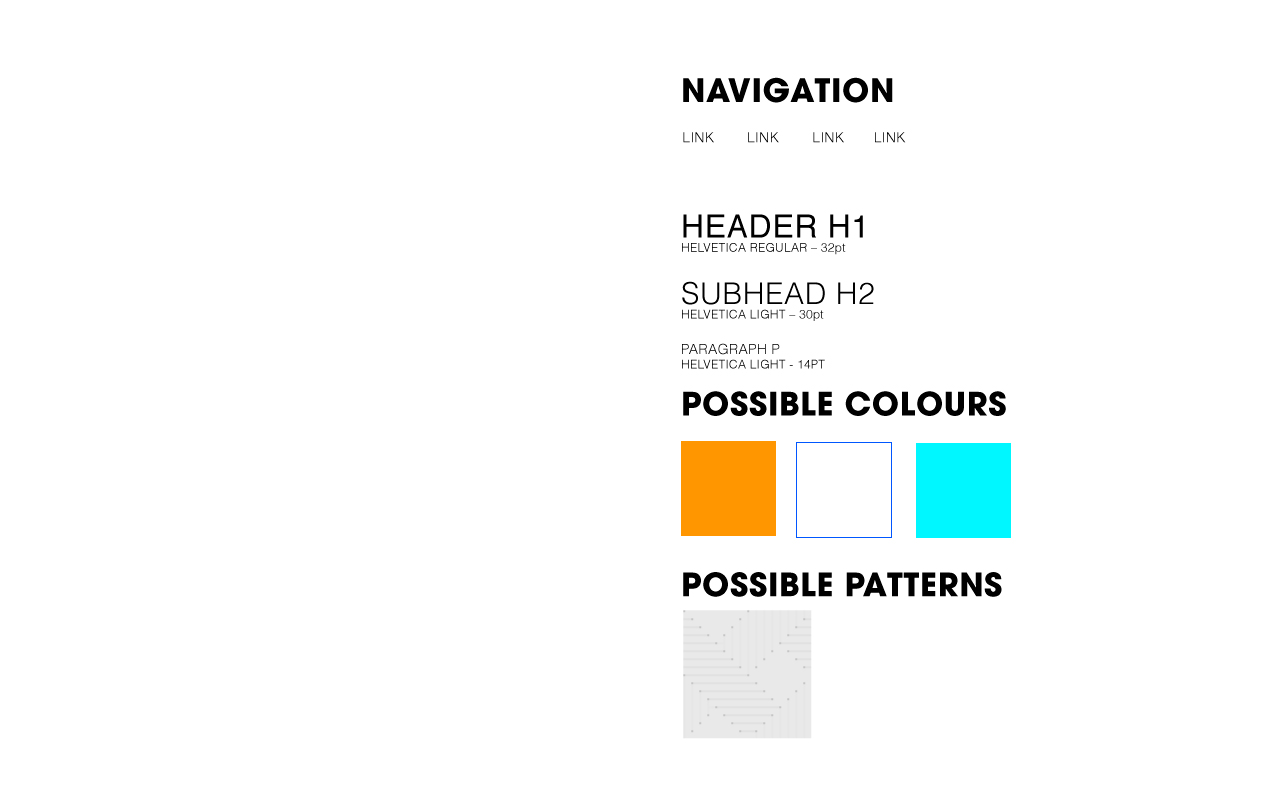 NAVIGATION
LINK LINK LINK LINK
HEADER H1
HELVETICA REGULAR – 32pt
SUBHEAD H2
HELVETICA LIGHT – 30pt
PARAGRAPH P
HELVETICA LIGHT - 14PT
POSSIBLE COLOURS
POSSIBLE PATTERNS